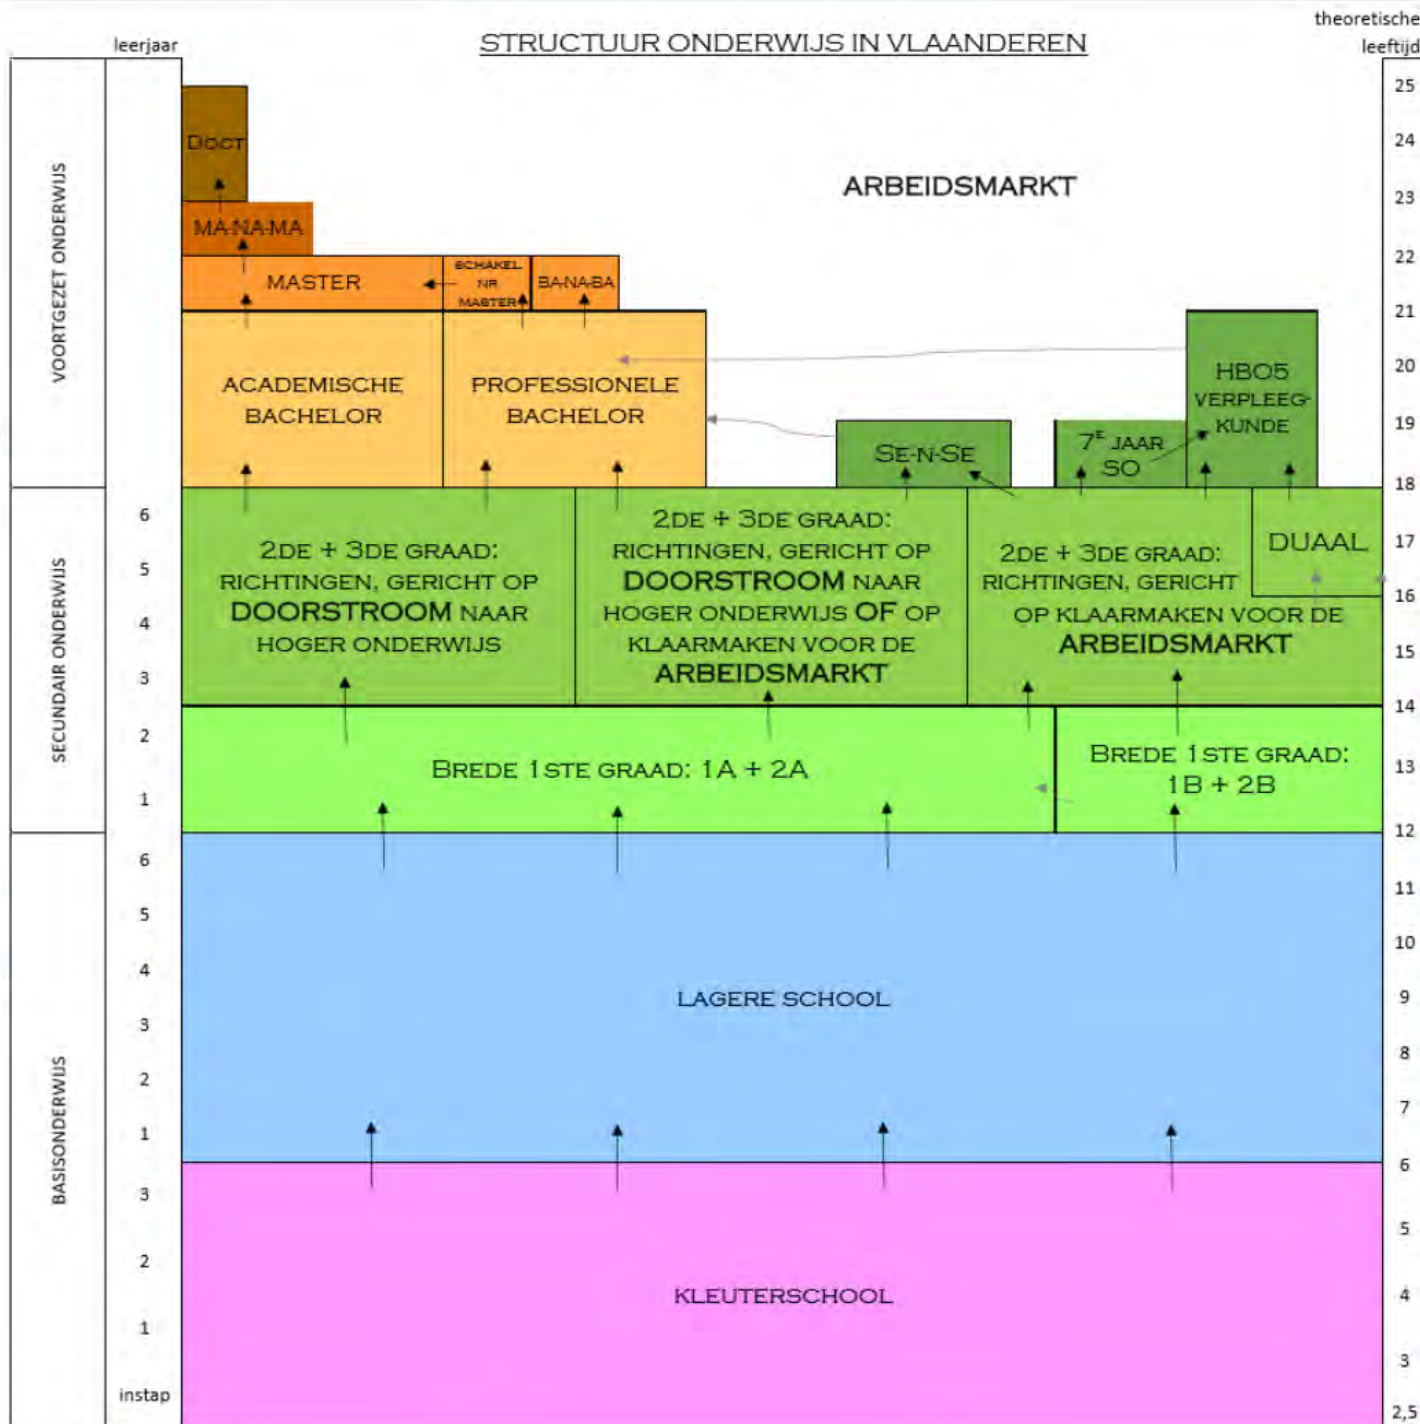 STRUCTUUR ONDERWIJS IN VLAANDEREN
theoretische
leeftijd
leerjaar
25
DOCT
24
ARBEIDSMARKT
23
MA-NA-MA
22
MASTER
SCHAKEL
NR
MASTER
BA-NA-BA
21
VOORTGEZET ONDERWIJS
ACADEMISCHE
BACHELOR
PROFESSIONELE
BACHELOR
HBO5
VERPLEEG-
KUNDE
20
19
SE-N-SE
7E JAAR
SO
18
SECUNDAIR ONDERWIJS
6
5
4
3
2
1
2DE + 3DE GRAAD:
RICHTINGEN, GERICHT OP
DOORSTROOM NAAR
HOGER ONDERWIJS
2DE + 3DE GRAAD:
RICHTINGEN, GERICHT OP
DOORSTROOM NAAR
HOGER ONDERWIJS OF OP
KLAARMAKEN VOOR DE
ARBEIDSMARKT
2DE + 3DE GRAAD:
RICHTINGEN, GERICHT
OP KLAARMAKEN VOOR DE
ARBEIDSMARKT
DUAAL
17
16
15
14
BREDE 1STE GRAAD: 1A + 2A
BREDE 1STE GRAAD:
1B + 2B
13
12
BASISONDERWIJS
6
5
4
3
2
1
LAGERE SCHOOL
11
10
9
8
7
6
3
2
1
instap
KLEUTERSCHOOL
5
4
3
2,5